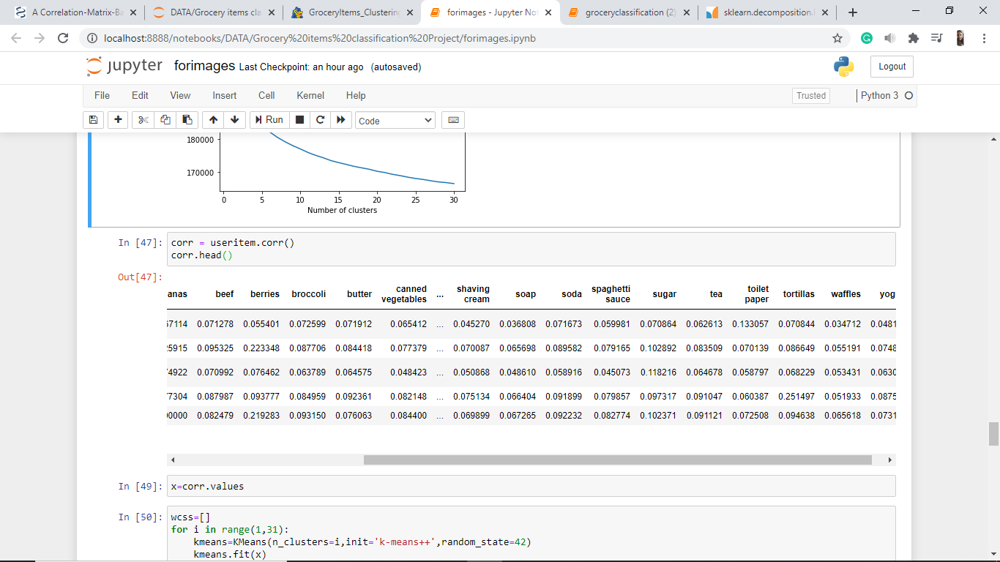 A Correlation-Matrix-Ba
DATA/Grocery items cla
GroceryItems_Clustering
forimages - Jupyter Not
groceryclassification (2)
sklearn.decomposition.
localhost:8888/notebooks/DATA/Grocery%20items%20classification%20Project/forimages.ipynb
jupyter forimages Last Checkpoint: an hour ago (autosaved)
Logout
File Edit View Insert Cell Kernel Help
Trusted
Python 3
Run
Code
180000
170000
0 5 10 15 20 25 30
Number of clusters
In [47]:
corr = useritem.corr()
corr.head()
Out[47]:
anas beef berries broccoli butter canned vegetables ... shaving cream soap soda spaghetti sauce sugar tea toilet paper tortillas waffles yog
57114 0.071278 0.055401 0.072599 0.071912 0.065412 ... 0.045270 0.036808 0.071673 0.059981 0.070864 0.062613 0.133057 0.070844 0.034712 0.0481
25915 0.095325 0.223348 0.087706 0.084418 0.077379 ... 0.070087 0.065698 0.089582 0.079165 0.102892 0.083509 0.070139 0.086649 0.055191 0.0748
74922 0.070992 0.076462 0.063789 0.064575 0.048423 ... 0.050868 0.048610 0.058916 0.045073 0.118216 0.064678 0.058797 0.068229 0.053431 0.0630
77304 0.087987 0.093777 0.084959 0.092361 0.082148 ... 0.075134 0.066404 0.091899 0.079857 0.097317 0.091047 0.060387 0.251497 0.051933 0.0875
00000 0.082479 0.219283 0.093150 0.076063 0.084400 ... 0.069899 0.067265 0.092232 0.082774 0.102371 0.091121 0.072508 0.094638 0.065618 0.0731
In [49]:
x=corr.values
In [50]:
wcss=[]
for i in range(1,31):
    kmeans=KMeans(n_clusters=i,init='k-means++',random_state=42)
    kmeans.fit(x)